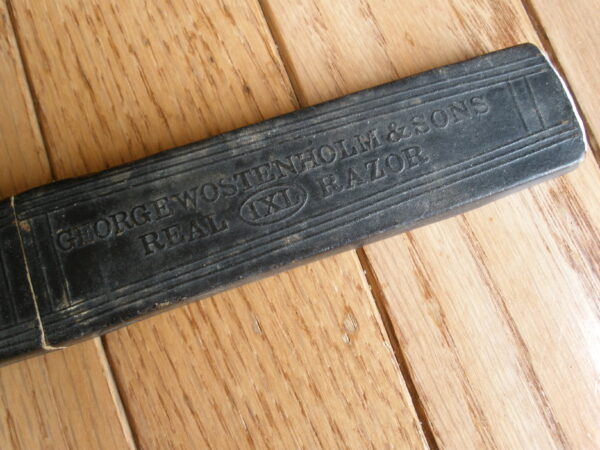 GEORGE WOSTENHOLM & SONS
REAL IXL RAZOR